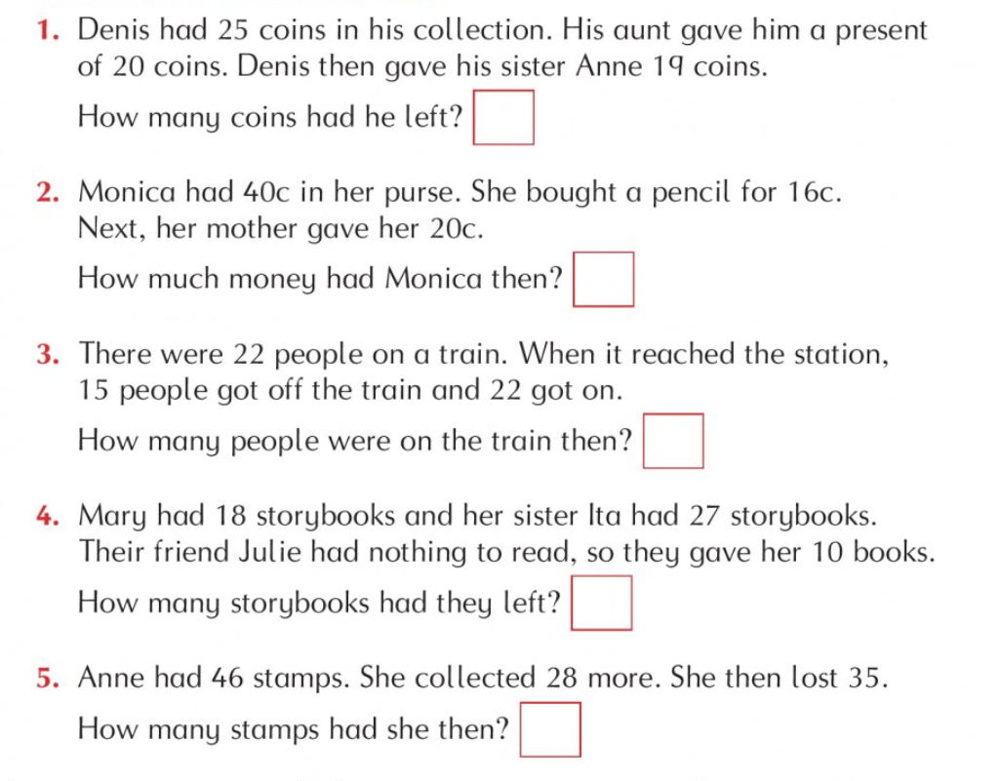 1. Denis had 25 coins in his collection. His aunt gave him a present
of 20 coins. Denis then gave his sister Anne 19 coins.
How many coins had he left?
2. Monica had 40c in her purse. She bought a pencil for 16c.
Next, her mother gave her 20c.
How much money had Monica then?
3. There were 22 people on a train. When it reached the station,
15 people got off the train and 22 got on.
How many people were on the train then?
4. Mary had 18 storybooks and her sister Ita had 27 storybooks.
Their friend Julie had nothing to read, so they gave her 10 books.
How many storybooks had they left?
5. Anne had 46 stamps. She collected 28 more. She then lost 35.
How many stamps had she then?